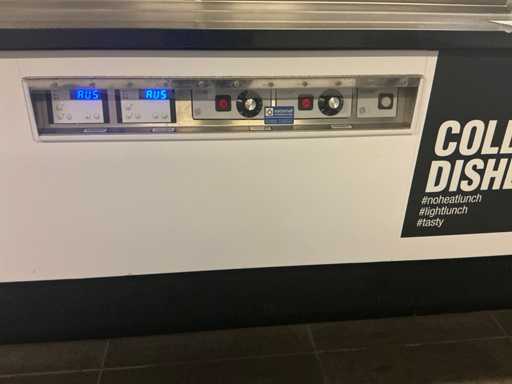 AUS
AUS
COLD
DISHE
#noheatlunch
#lightlunch
#tasty